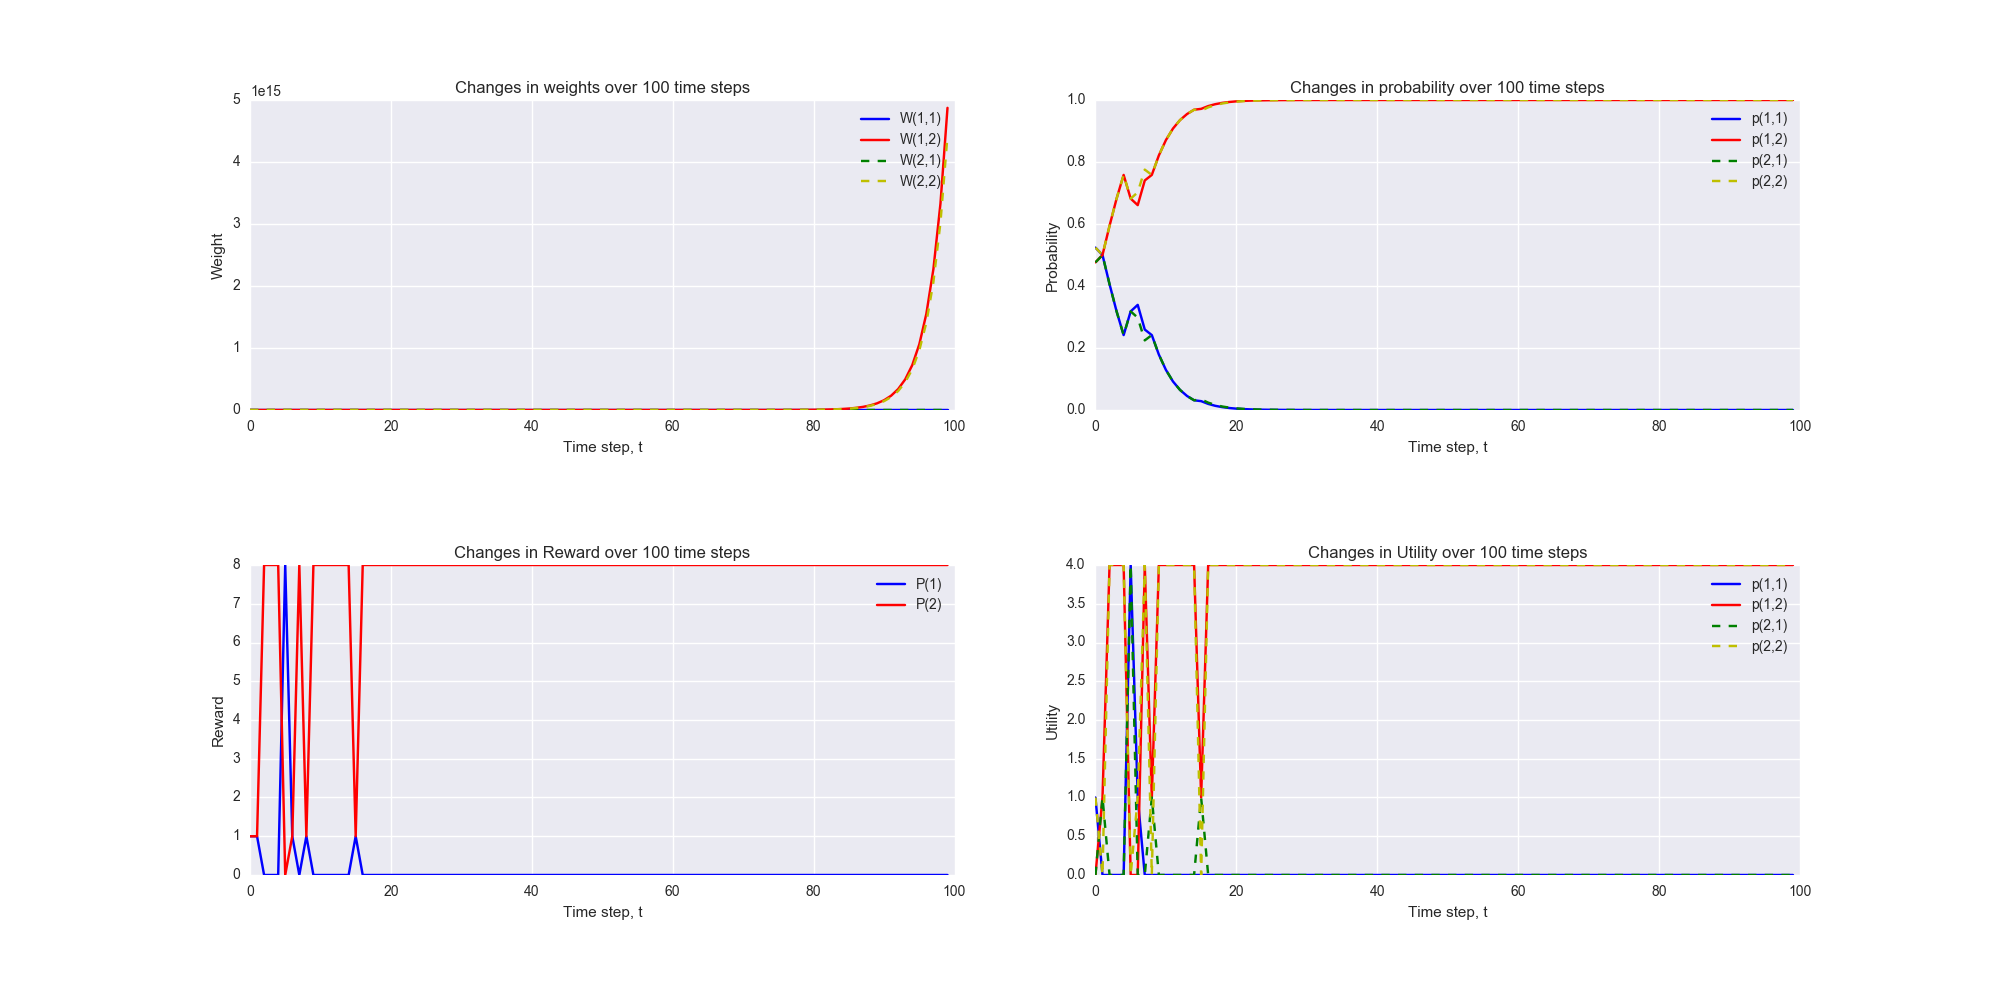 Changes in weights over 100 time steps
1e15
5
4
3
2
1
0
Weight
0 20 40 60 80 100
Time step, t
W(1,1)
W(1,2)
W(2,1)
W(2,2)
Changes in probability over 100 time steps
1.0
0.8
0.6
0.4
0.2
0.0
Probability
0 20 40 60 80 100
Time step, t
p(1,1)
p(1,2)
p(2,1)
p(2,2)
Changes in Reward over 100 time steps
8
7
6
5
4
3
2
1
0
Reward
0 20 40 60 80 100
Time step, t
P(1)
P(2)
Changes in Utility over 100 time steps
4.0
3.5
3.0
2.5
2.0
1.5
1.0
0.5
0.0
Utility
0 20 40 60 80 100
Time step, t
p(1,1)
p(1,2)
p(2,1)
p(2,2)